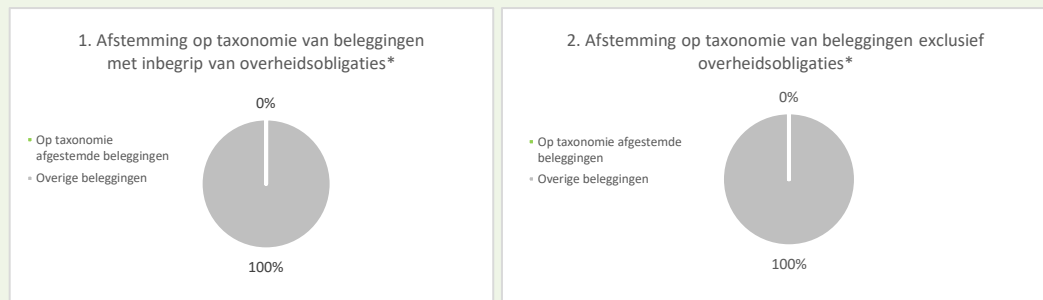 1. Afstemming op taxonomie van beleggingen
met inbegrip van overheidsobligaties*
0%
Op taxonomie
afgestemde beleggingen
Overige beleggingen
100%
2. Afstemming op taxonomie van beleggingen exclusief
overheidsobligaties*
0%
Op taxonomie afgestemde
beleggingen
Overige beleggingen
100%